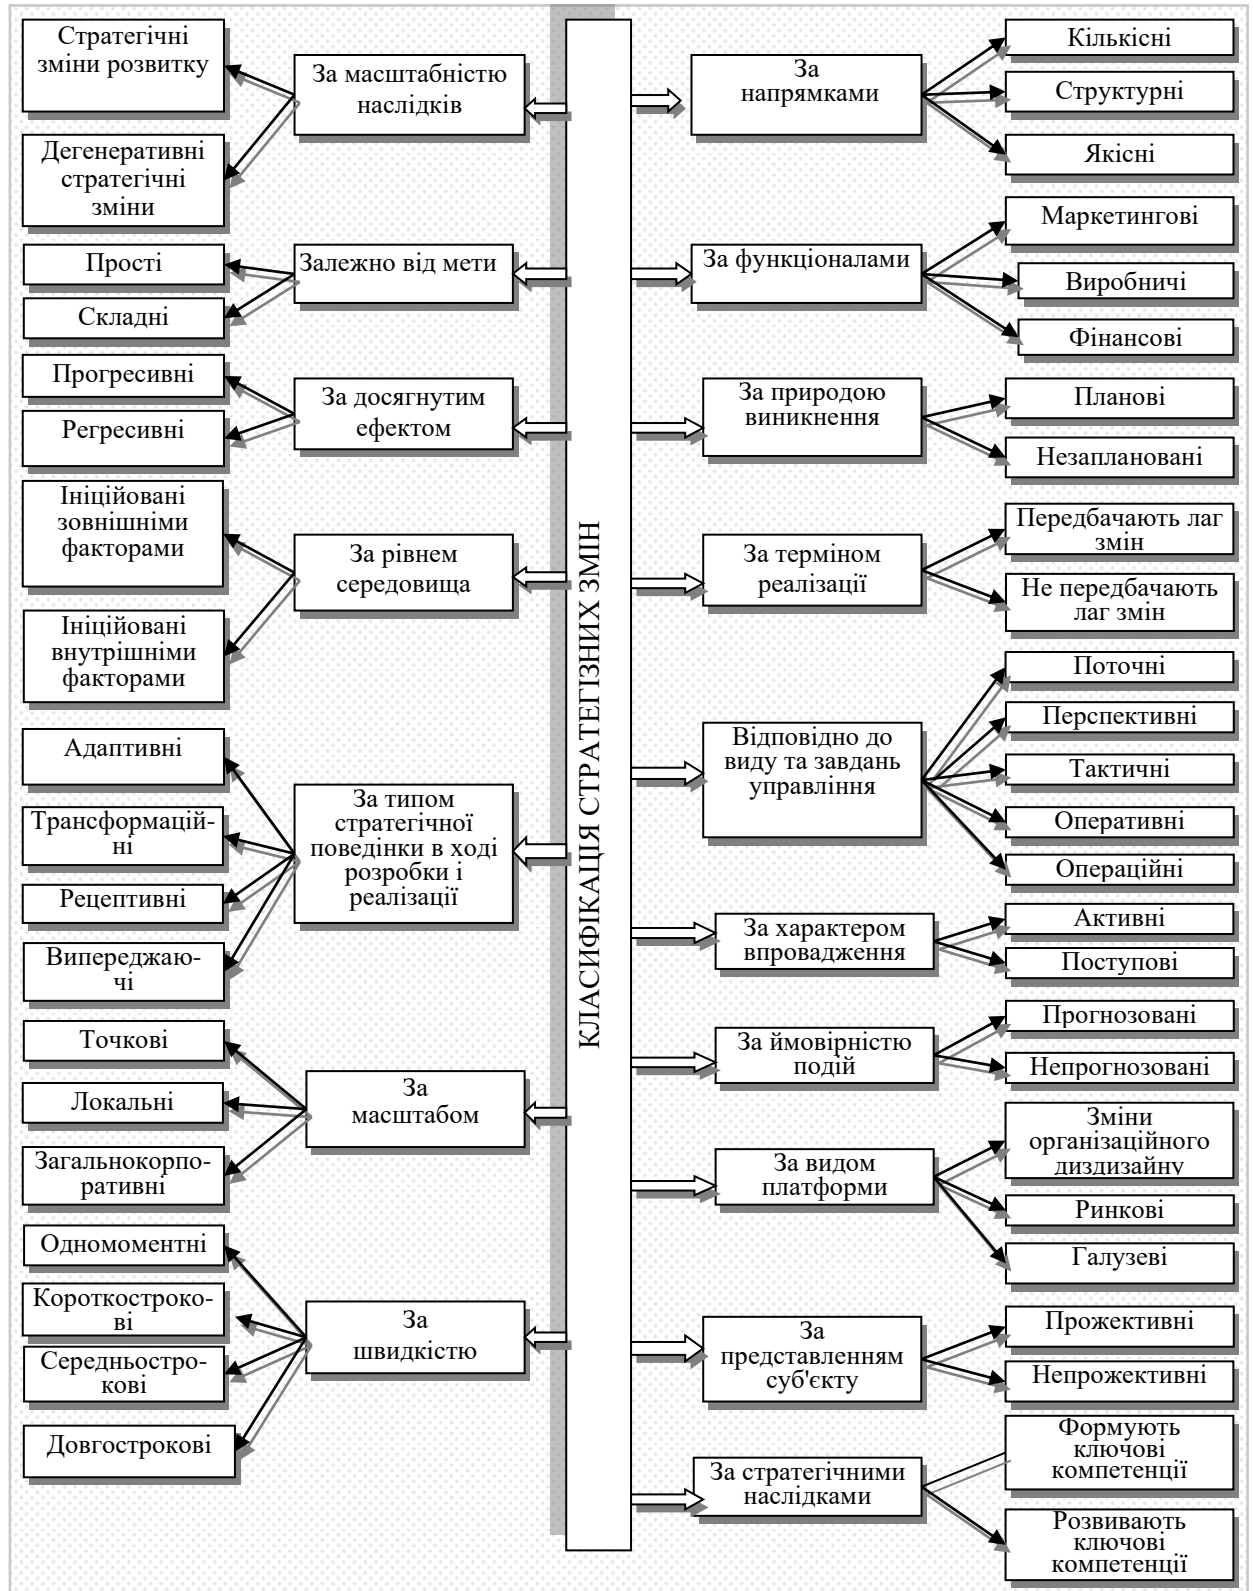 Стратегічні
зміни розвитку
Дегенеративні
стратегічні
зміни
За масштабністю
наслідків
Прості
Складні
Залежно від мети
Прогресивні
Регресивні
За досягнутим
ефектом
Ініційовані
зовнішніми
факторами
Ініційовані
внутрішніми
факторами
За рівнем
середовища
Адаптивні
Трансформацій-
ні
Рецептивні
Випереджаю-
чі
За типом
стратегічної
поведінки в ході
розробки і
реалізації
Точкові
Локальні
Загальнокорпо-
ративні
За
масштабом
Одномоментні
Короткостроко-
ві
Середньостро-
кові
Довгострокові
За
швидкістю
КЛАСИФІКАЦІЯ СТРАТЕГІЗНИХ ЗМІН
За
напрямками
Кількісні
Структурні
Якісні
За функціоналами
Маркетингові
Виробничі
Фінансові
За природою
виникнення
Планові
Незаплановані
За терміном
реалізації
Передбачають лаг
змін
Не передбачають
лаг змін
Відповідно до
виду та завдань
управління
Поточні
Перспективні
Тактичні
Оперативні
Операційні
За характером
впровадження
Активні
Поступові
За ймовірністю
подій
Прогнозовані
Непрогнозовані
За видом
платформи
Зміни
організаційного
диздизайну
Ринкові
Галузеві
За
представленням
суб'єкту
Прожективні
Непрожективні
За стратегічними
наслідками
Формують
ключові
компетенції
Розвивають
ключові
компетенції